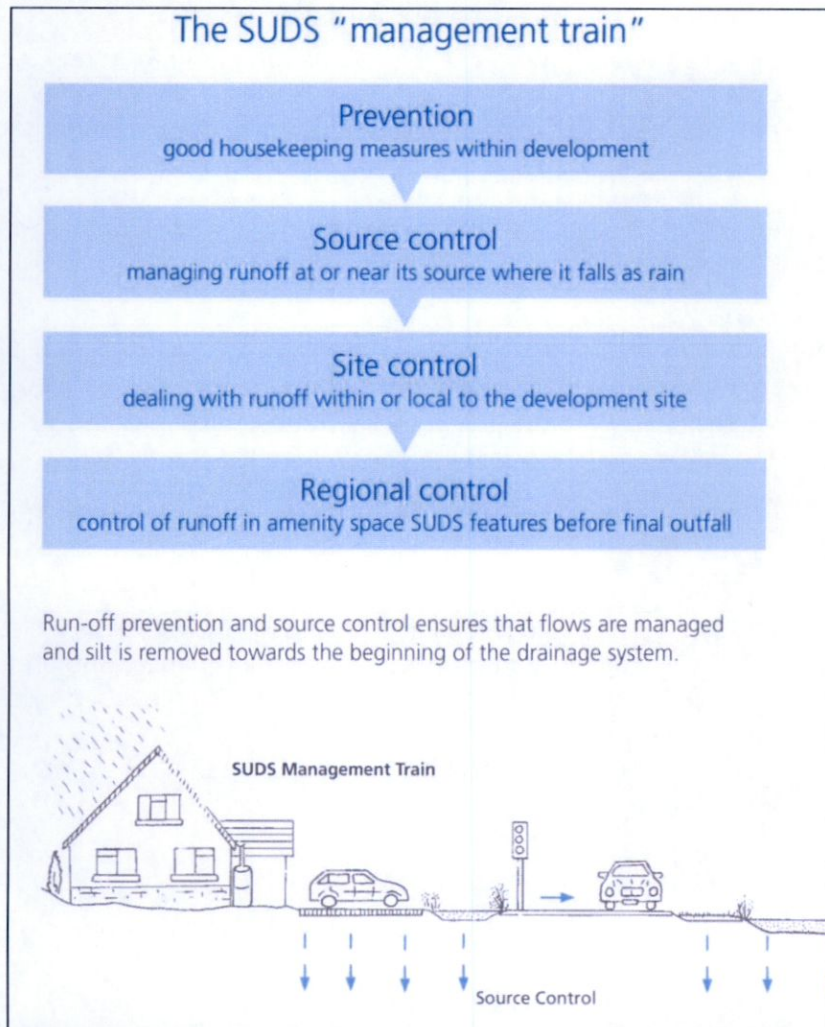 The SUDS “management train”
Prevention
good housekeeping measures within development
Source control
managing runoff at or near its source where it falls as rain
Site control
dealing with runoff within or local to the development site
Regional control
control of runoff in amenity space SUDS features before final outfall
Run-off prevention and source control ensures that flows are managed
and silt is removed towards the beginning of the drainage system.
SUDS Management Train
Source Control